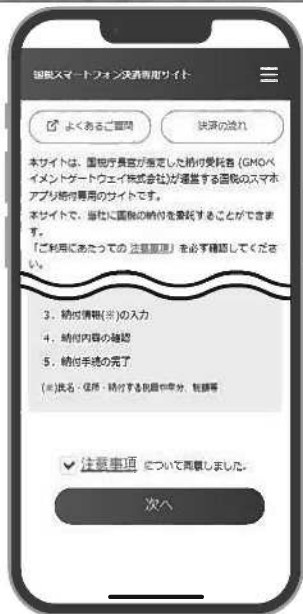 国税スマートフォン決済専用サイト
よくあるご質問
決済の流れ
本サイトは、国税庁長官が指定した納付受託者（GMOペ
イメントゲートウェイ株式会社)が運営する国税のスマホ
アプリ納付専用のサイトです。
本サイトで、当社に国税の納付を委託することができま
す。
「ご利用にあたっての 注意事項」を必ず確認してくださ
い。
3．納付情報(※)の入力
4．納付内容の確認
5．納付手続の完了
(※)氏名・住所・納付する税目や年分、税額等
注意事項 について同意しました。
次へ